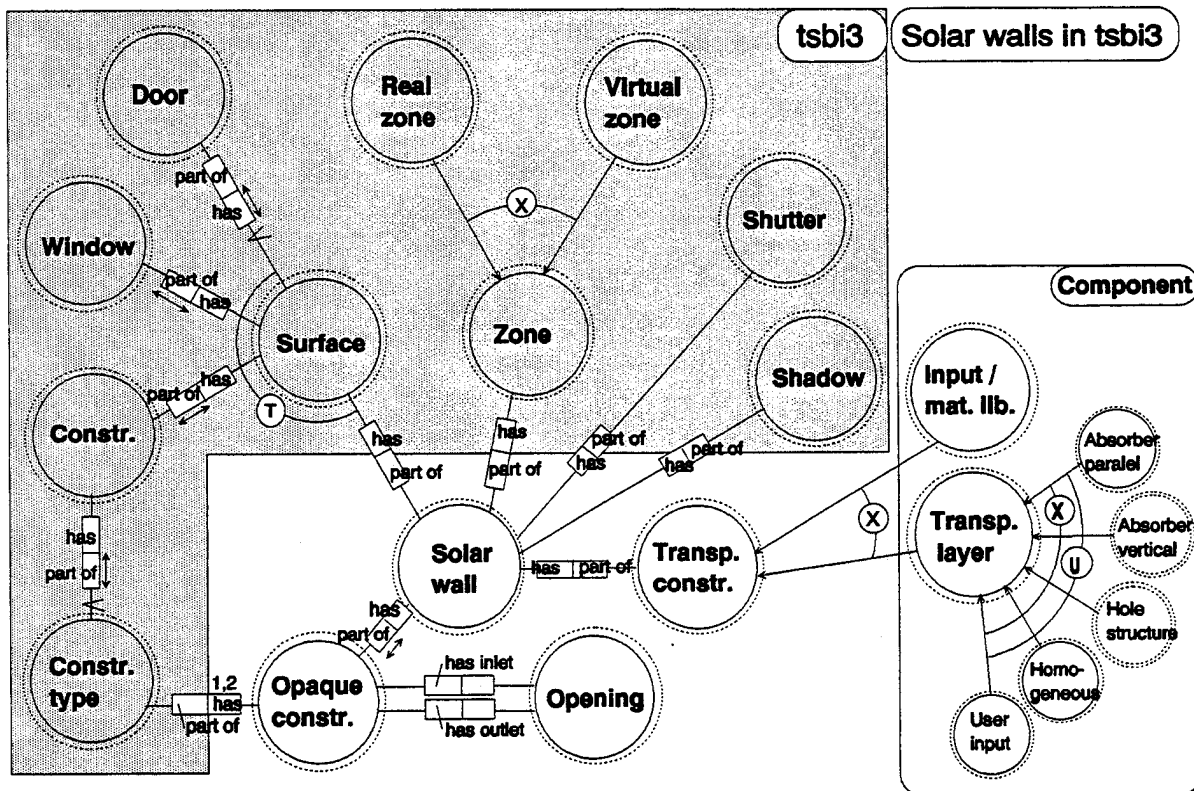 tsbi3
Solar walls in tsbi3
Door
Real
zone
Virtual
zone
part of
has
Shutter
Window
part of
has
Component
Surface
Zone
Shadow
Input /
mat. lib.
part of
has
T
X
Constr.
has
part of
has
part of
part of
has
part of
has
Absorber
paralel
has
part of
Solar
wall
has
part of
Transp.
constr.
X
Transp.
layer
X
U
Absorber
vertical
Hole
structure
Homo-
geneous
User
input
has
part of
Constr.
type
1,2
has
part of
Opaque
constr.
has inlet
has outlet
Opening